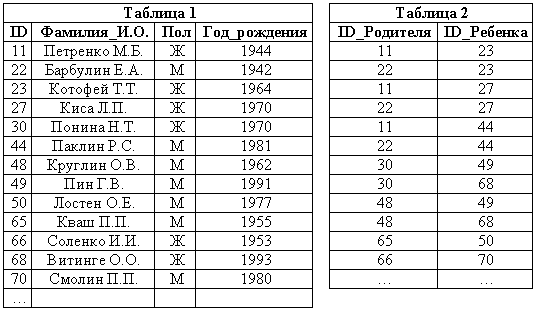 Таблица 1
ID Фамилия_И.О. Пол Год_рождения
11 Петренко М.Б. Ж 1944
22 Барбулин Е.А. М 1942
23 Котофей Т.Т. Ж 1964
27 Киса Л.П Ж 1970
30 Понина Н.Т. Ж 1970
44 Паклин Р.С. М 1981
48 Круглин О.В. М 1962
49 Пин Г.В. М 1991
50 Лостен О.Е. М 1977
65 Кваш П.П. М 1955
66 Соленко И.И. Ж 1953
68 Витинге О.О. Ж 1993
70 Смолин П.П. М 1980
…
Таблица 2
ID_Родителя ID_Ребенка
11 23
22 23
11 27
22 27
11 44
22 44
30 49
30 68
48 49
48 68
65 50
66 70
… …